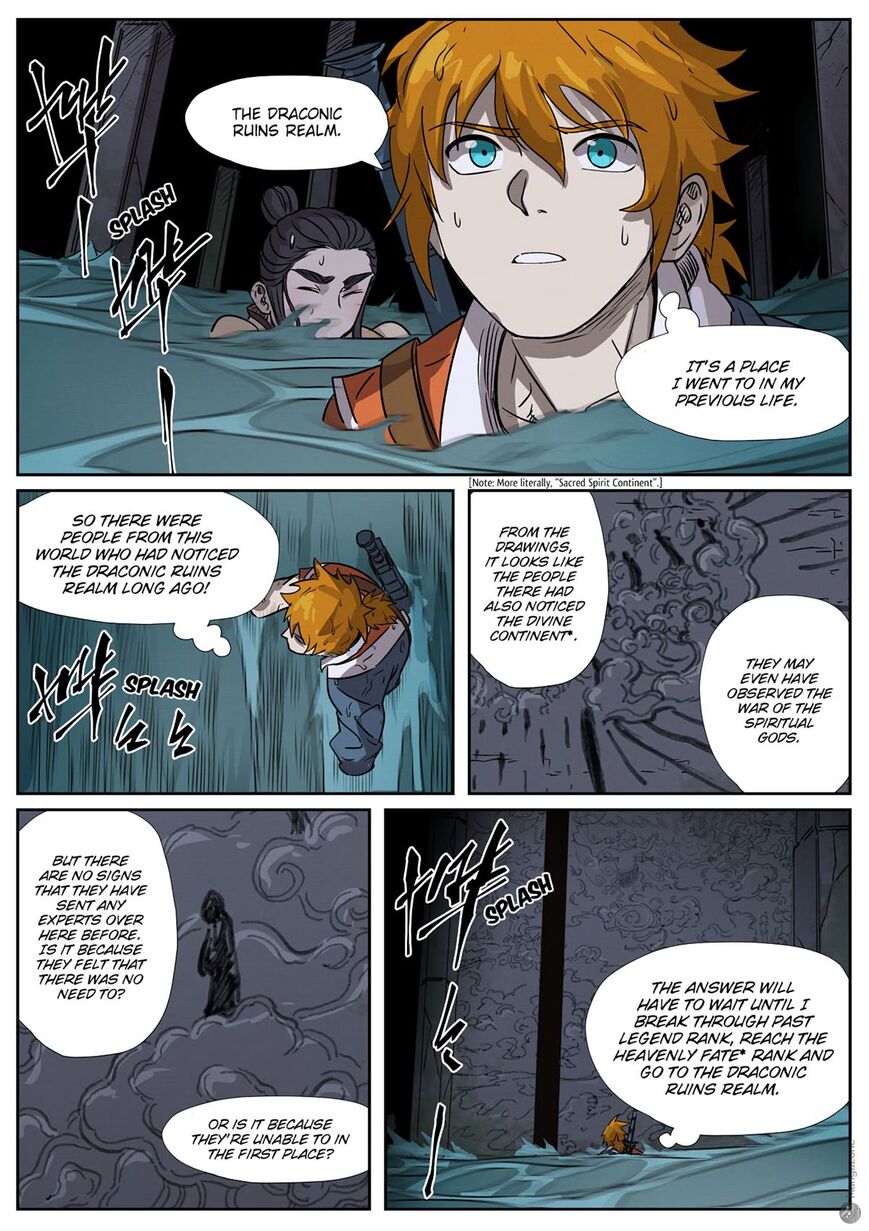 THE DRACONIC
RUINS REALM.
SPLASH
IT'S A PLACE
I WENT TO IN MY
PREVIOUS LIFE.
[Note: More literally, "Sacred Spirit Continent".]
SO THERE WERE
PEOPLE FROM THIS
WORLD WHO HAD NOTICED
THE DRACONIC RUINS
REALM LONG AGO!
SPLASH
FROM THE
DRAWINGS,
IT LOOKS LIKE
THE PEOPLE
THERE HAD
ALSO NOTICED
THE DIVINE
CONTINENT*.
THEY MAY
EVEN HAVE
OBSERVED THE
WAR OF THE
SPIRITUAL
GODS.
BUT THERE
ARE NO SIGNS
THAT THEY HAVE
SENT ANY
EXPERTS OVER
HERE BEFORE.
IS IT BECAUSE
THEY FELT THAT
THERE WAS NO
NEED TO?
OR IS IT BECAUSE
THEY'RE UNABLE TO IN
THE FIRST PLACE?
SPLASH
THE ANSWER WILL
HAVE TO WAIT UNTIL I
BREAK THROUGH PAST
LEGEND RANK, REACH THE
HEAVENLY FATE* RANK AND
GO TO THE DRACONIC
RUINS REALM.